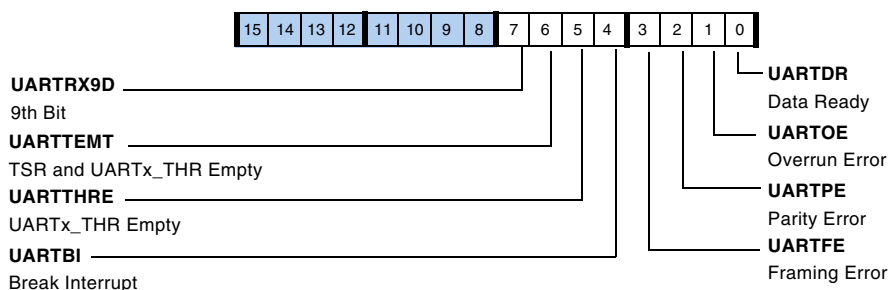 15 14 13 12 11 10 9 8 7 6 5 4 3 2 1 0
UARTRX9D
9th Bit
UARTTEMT
TSR and UARTx_THR Empty
UARTTHRE
UARTx_THR Empty
UARTBI
Break Interrupt
UARTDR
Data Ready
UARTOE
Overrun Error
UARTPE
Parity Error
UARTFE
Framing Error